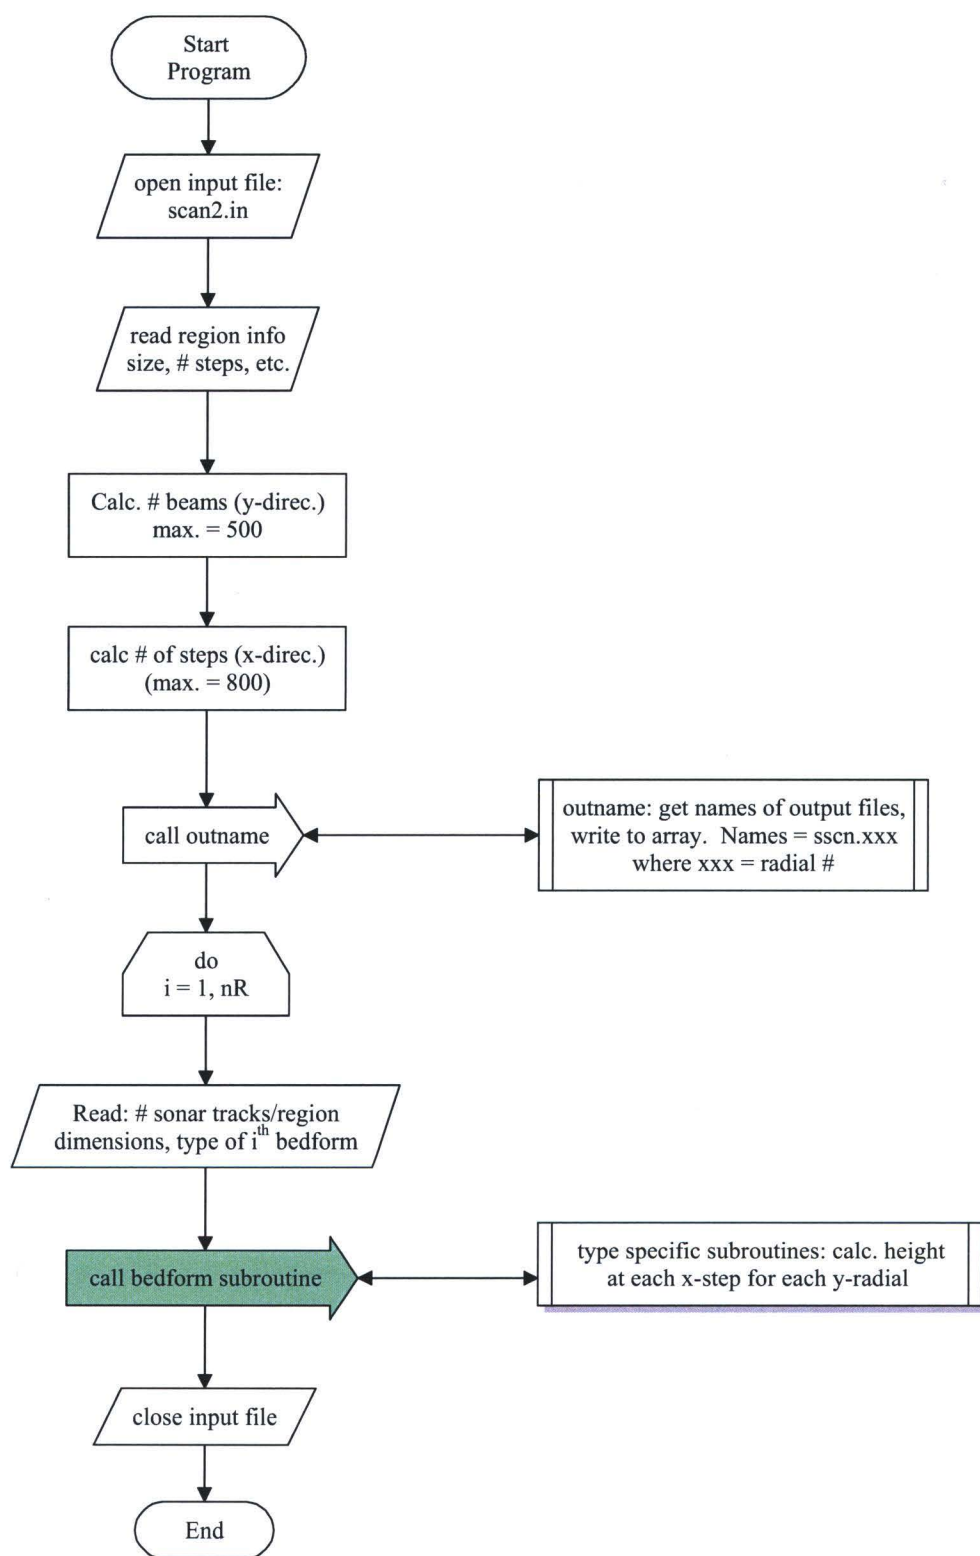 Start
Program
open input file:
scan2.in
read region info
size, # steps, etc.
Calc. # beams (y-direc.)
max. = 500
calc # of steps (x-direc.)
(max. = 800)
call outname
outname: get names of output files,
write to array.  Names = sscn.xxx
where xxx = radial #
do
i = 1, nR
Read: # sonar tracks/region
dimensions, type of ith bedform
call bedform subroutine
type specific subroutines: calc. height
at each x-step for each y-radial
close input file
End